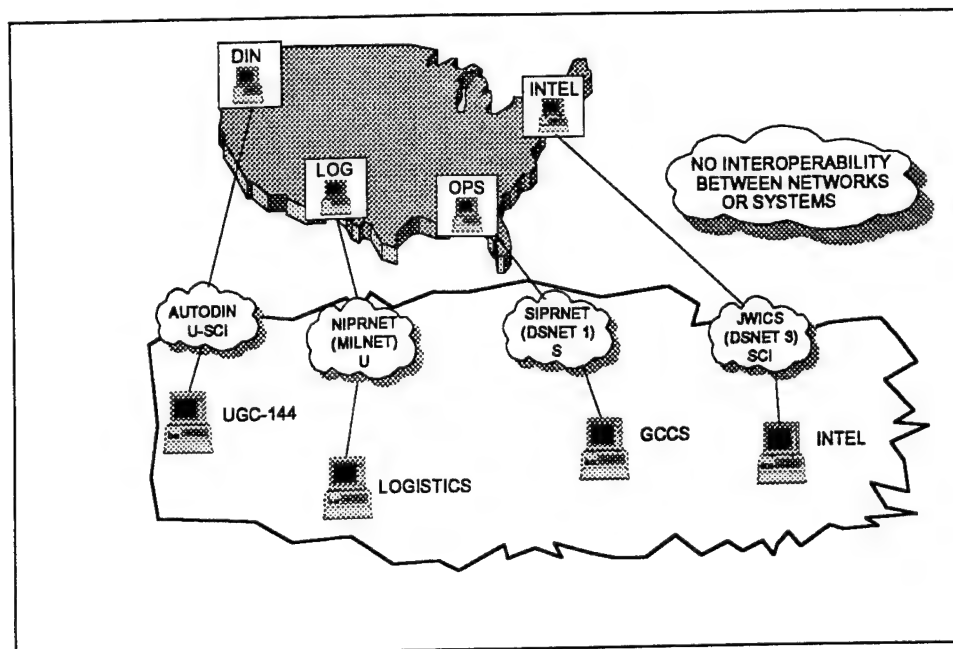 DIN
INTEL
LOG
OPS
NO INTEROPERABILITY
BETWEEN NETWORKS
OR SYSTEMS
AUTODIN
U-SCI
NIPRNET
(MILNET)
U
SIPRNET
(DSNET 1)
S
JWICS
(DSNET 3)
SCI
UGC-144
LOGISTICS
GCCS
INTEL